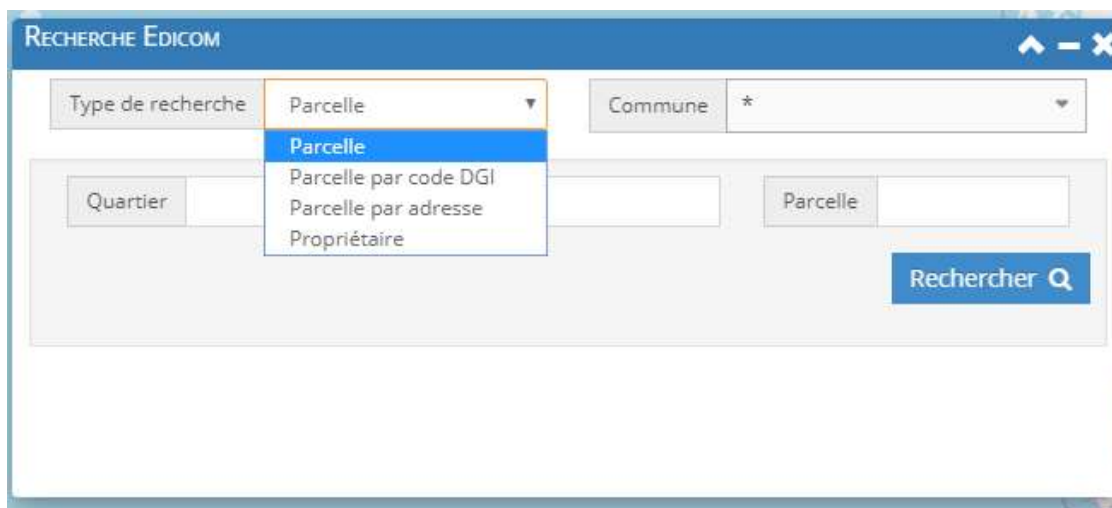 Recherche Edicom
Type de recherche Parcelle Commune *
Parcelle
Parcelle par code DGI
Parcelle par adresse
Propriétaire
Quartier Parcelle
Rechercher